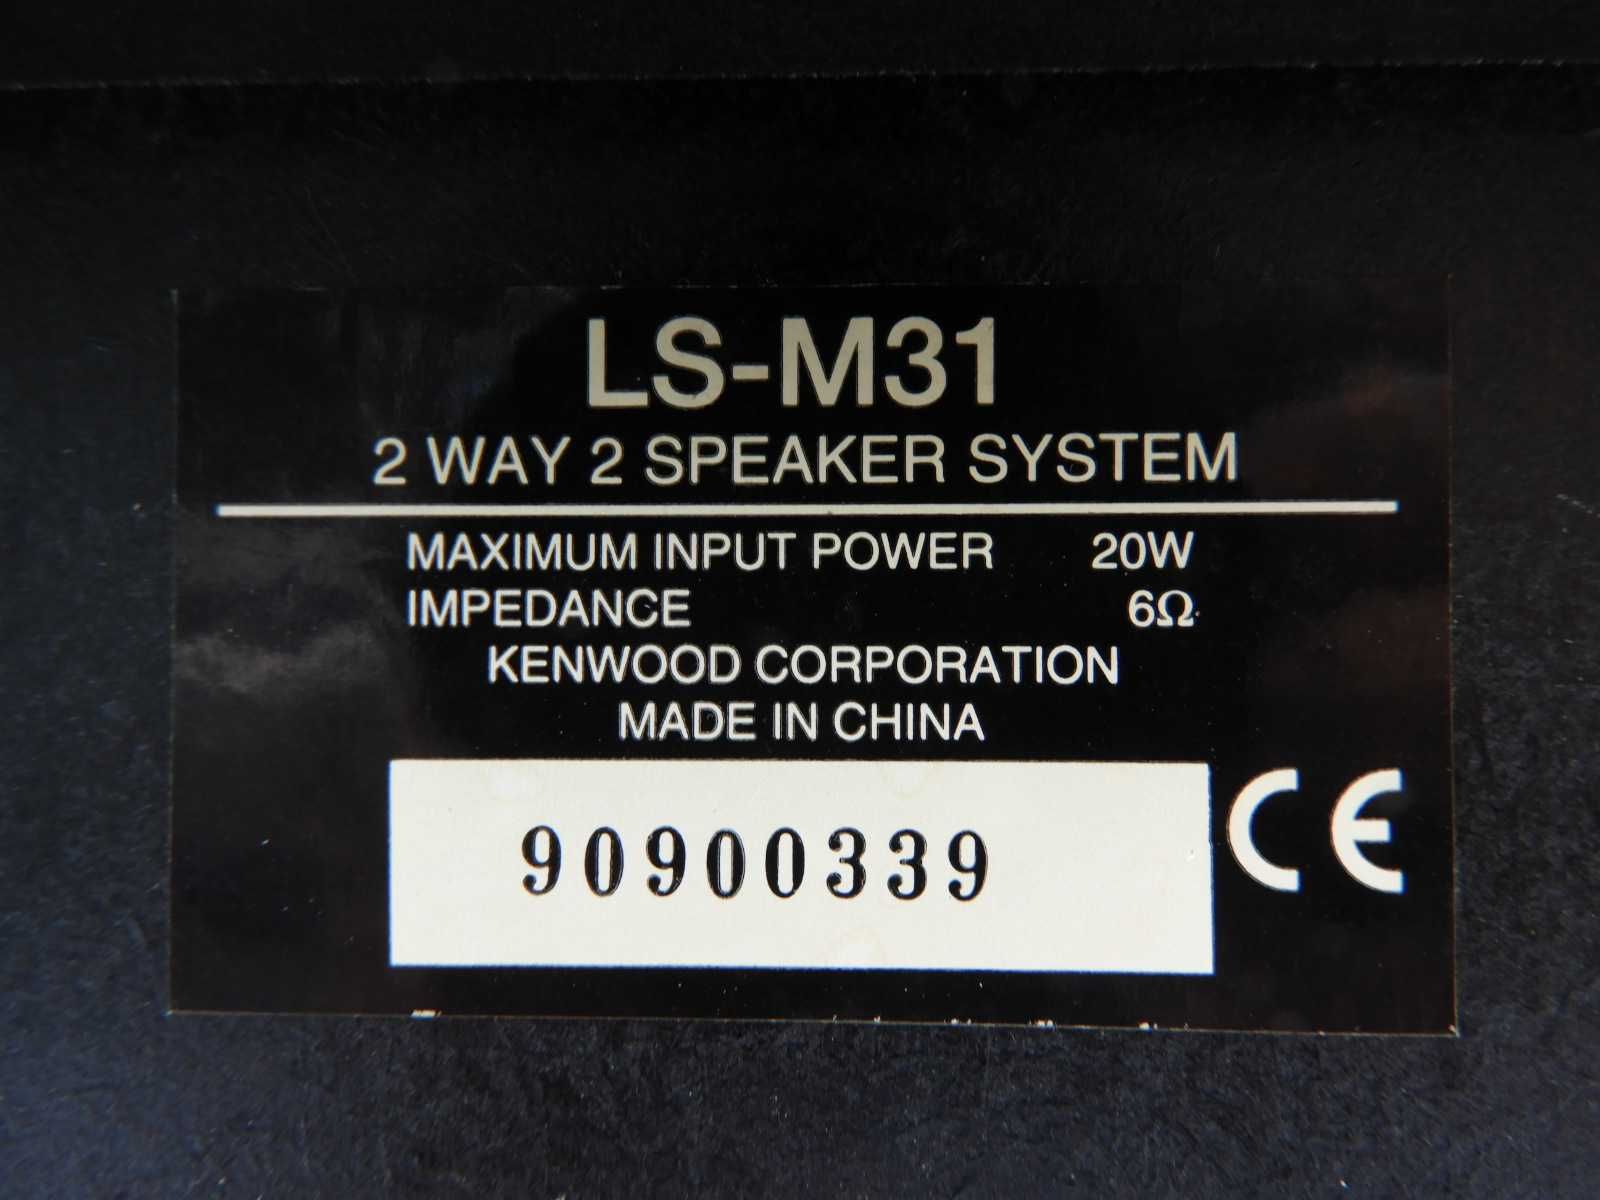 LS-M31
2 WAY 2 SPEAKER SYSTEM
MAXIMUM INPUT POWER 20W
IMPEDANCE 6Ω
KENWOOD CORPORATION
MADE IN CHINA
90900339
CE